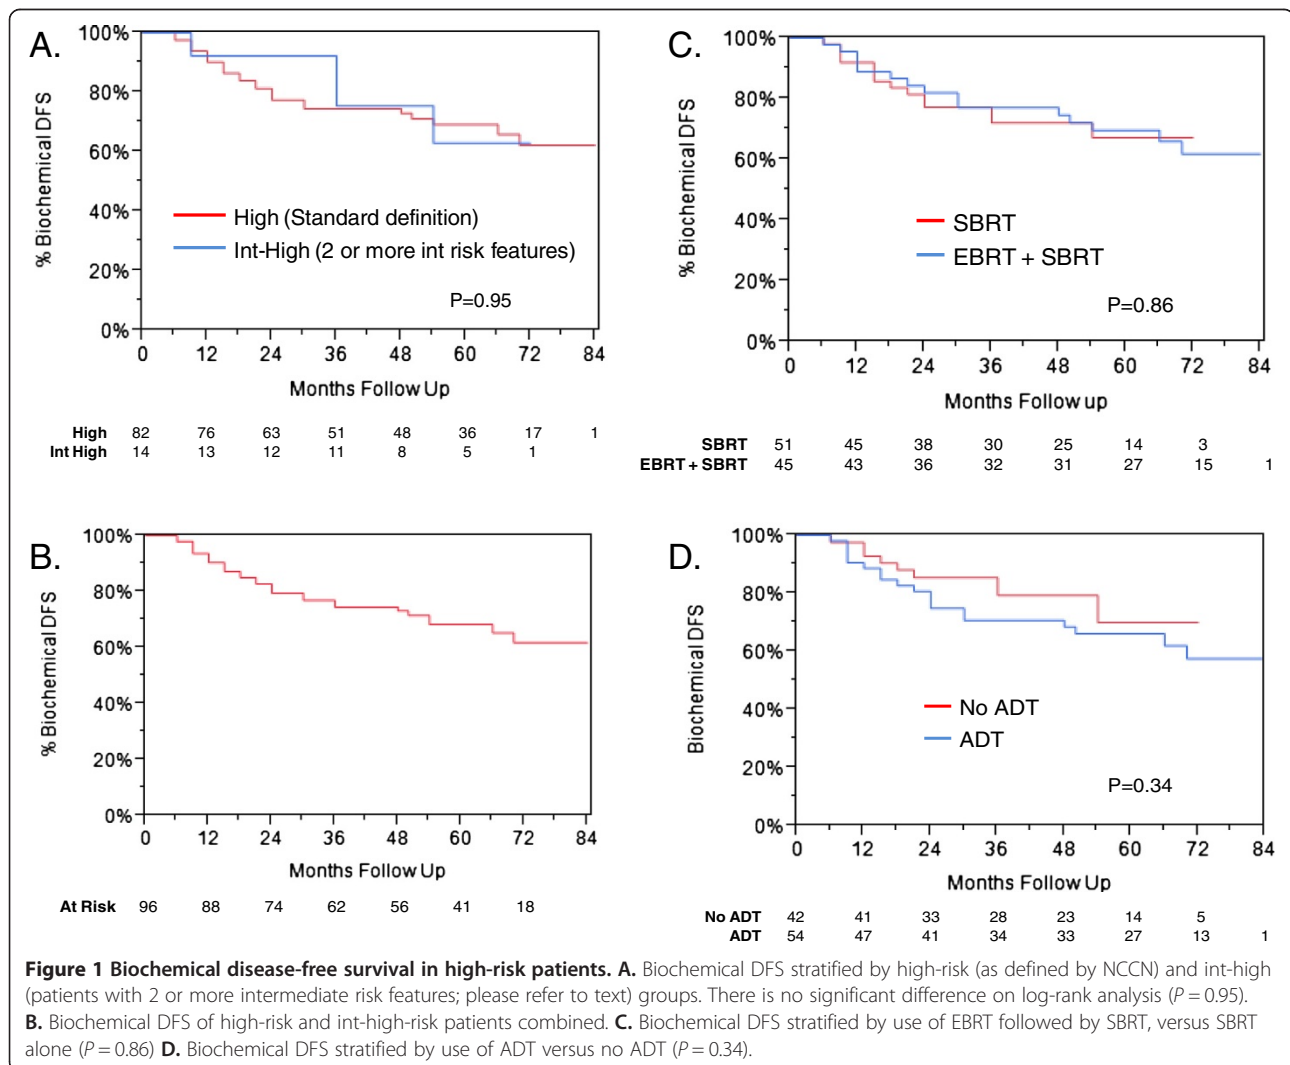 A.
100%
80%
60%
40%
20%
0%
% Biochemical DFS
High (Standard definition)
Int-High (2 or more int risk features)
P=0.95
0 12 24 36 48 60 72 84
Months Follow Up
High 82 76 63 51 48 36 17 1
Int High 14 13 12 11 8 5 1
C.
100%
80%
60%
40%
20%
0%
% Biochemical DFS
SBRT
EBRT + SBRT
P=0.86
0 12 24 36 48 60 72 84
Months Follow up
SBRT 51 45 38 30 25 14 3
EBRT + SBRT 45 43 36 32 31 27 15 1
B.
100%
80%
60%
40%
20%
0%
% Biochemical DFS
0 12 24 36 48 60 72 84
Months Follow Up
At Risk 96 88 74 62 56 41 18
D.
100%
80%
60%
40%
20%
0%
Biochemical DFS
No ADT
ADT
P=0.34
0 12 24 36 48 60 72 84
Months Follow Up
No ADT 42 41 33 28 23 14 5
ADT 54 47 41 34 33 27 13 1
Figure 1 Biochemical disease-free survival in high-risk patients. A. Biochemical DFS stratified by high-risk (as defined by NCCN) and int-high
(patients with 2 or more intermediate risk features; please refer to text) groups. There is no significant difference on log-rank analysis (P = 0.95).
B. Biochemical DFS of high-risk and int-high-risk patients combined. C. Biochemical DFS stratified by use of EBRT followed by SBRT, versus SBRT
alone (P = 0.86) D. Biochemical DFS stratified by use of ADT versus no ADT (P = 0.34).